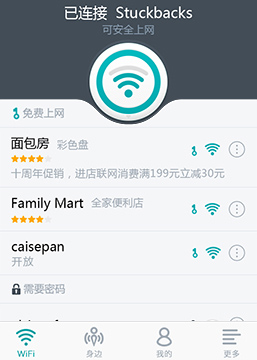 已连接 Stuckbacks
可安全上网
免费上网
面包房 彩色盘
十周年促销，进店联网消费满199元立减30元
Family Mart 全家便利店
caisepan
开放
需要密码
WiFi 身边 我的 更多